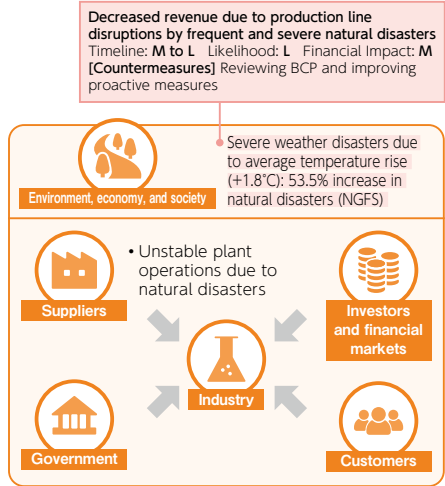 Decreased revenue due to production line
disruptions by frequent and severe natural disasters
Timeline: M to L Likelihood: L Financial Impact: M
[Countermeasures] Reviewing BCP and improving
proactive measures
Environment, economy, and society
Severe weather disasters due
to average temperature rise
(+1.8˚C): 53.5% increase in
natural disasters (NGFS)
Suppliers
• Unstable plant
operations due to
natural disasters
Investors
and financial
markets
Industry
Government
Customers